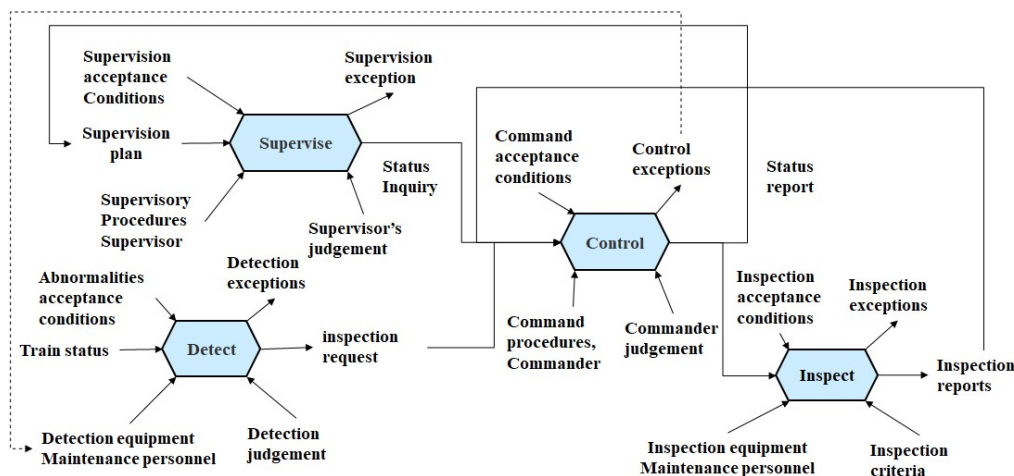 Supervision
acceptance
Conditions
Supervision
exception
Supervision
plan
Supervise
Supervisory
Procedures
Supervisor
Supervisor's
judgement
Status
Inquiry
Command
acceptance
conditions
Control
exceptions
Status
report
Control
Command
procedures,
Commander
Commander
judgement
Abnormalities
acceptance
conditions
Detection
exceptions
Train status
Detect
inspection
request
Detection equipment
Maintenance personnel
Detection
judgement
Inspection
acceptance
conditions
Inspection
exceptions
Inspect
Inspection
reports
Inspection equipment
Maintenance personnel
Inspection
criteria